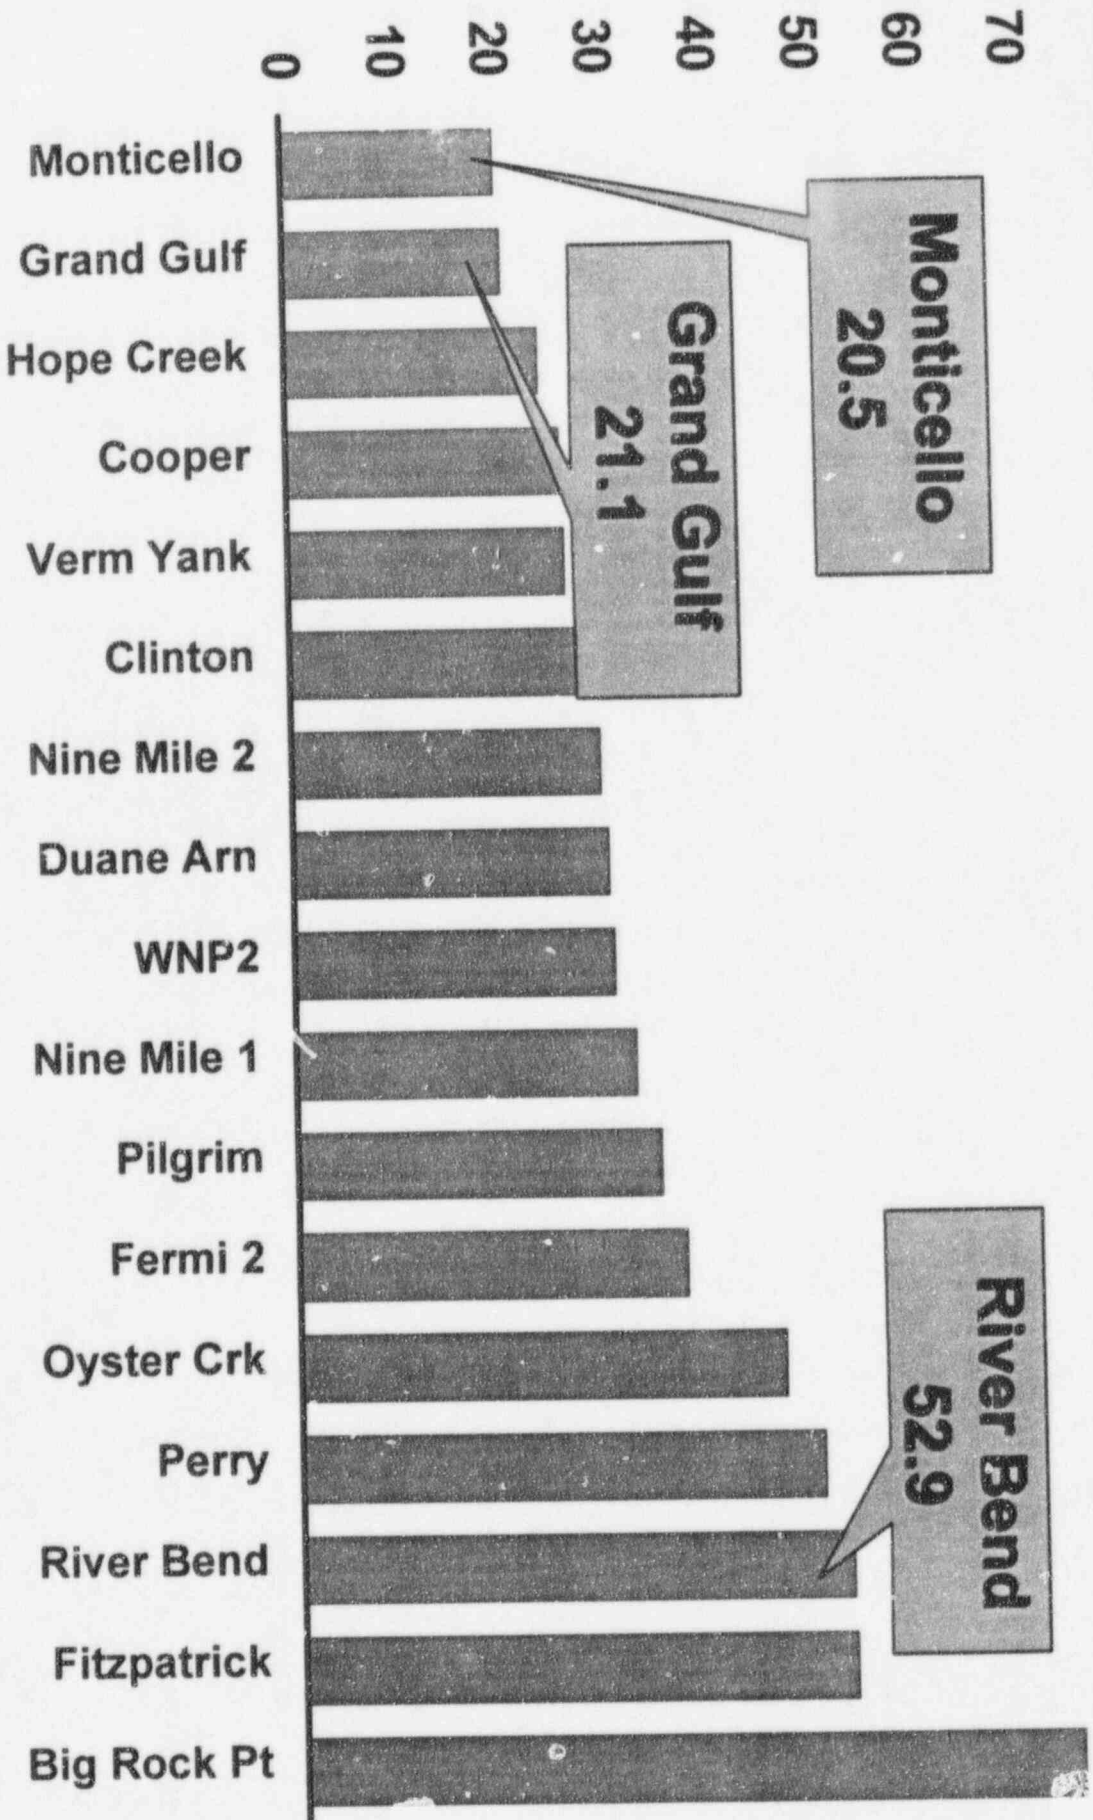 0
10
20
30
40
50
60
70
Monticello
Grand Gulf
Hope Creek
Cooper
Verm Yank
Clinton
Nine Mile 2
Duane Arn
WNP2
Nine Mile 1
Pilgrim
Fermi 2
Oyster Crk
Perry
River Bend
Fitzpatrick
Big Rock Pt
Monticello
20.5
Grand Gulf
21.1
River Bend
52.9